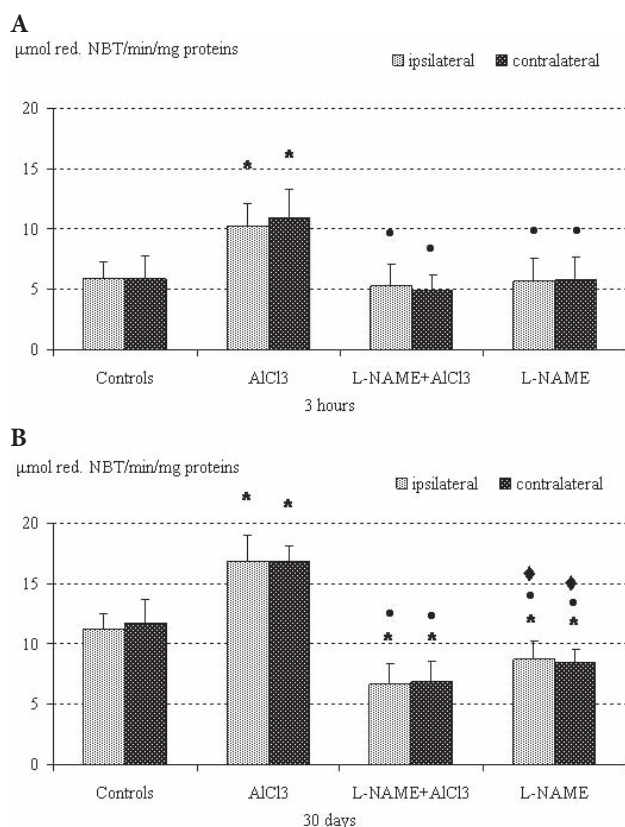 A
μmol red. NBT/min/mg proteins
ipsilateral contralateral
20
15
* *
10
• • • •
5
0
Controls AlCl3 L-NAME+AlCl3 L-NAME
3 hours
B
μmol red. NBT/min/mg proteins
ipsilateral contralateral
* *
20
15
♦ ♦
• • • •
* * * *
10
5
0
Controls AlCl3 L-NAME+AlCl3 L-NAME
30 days